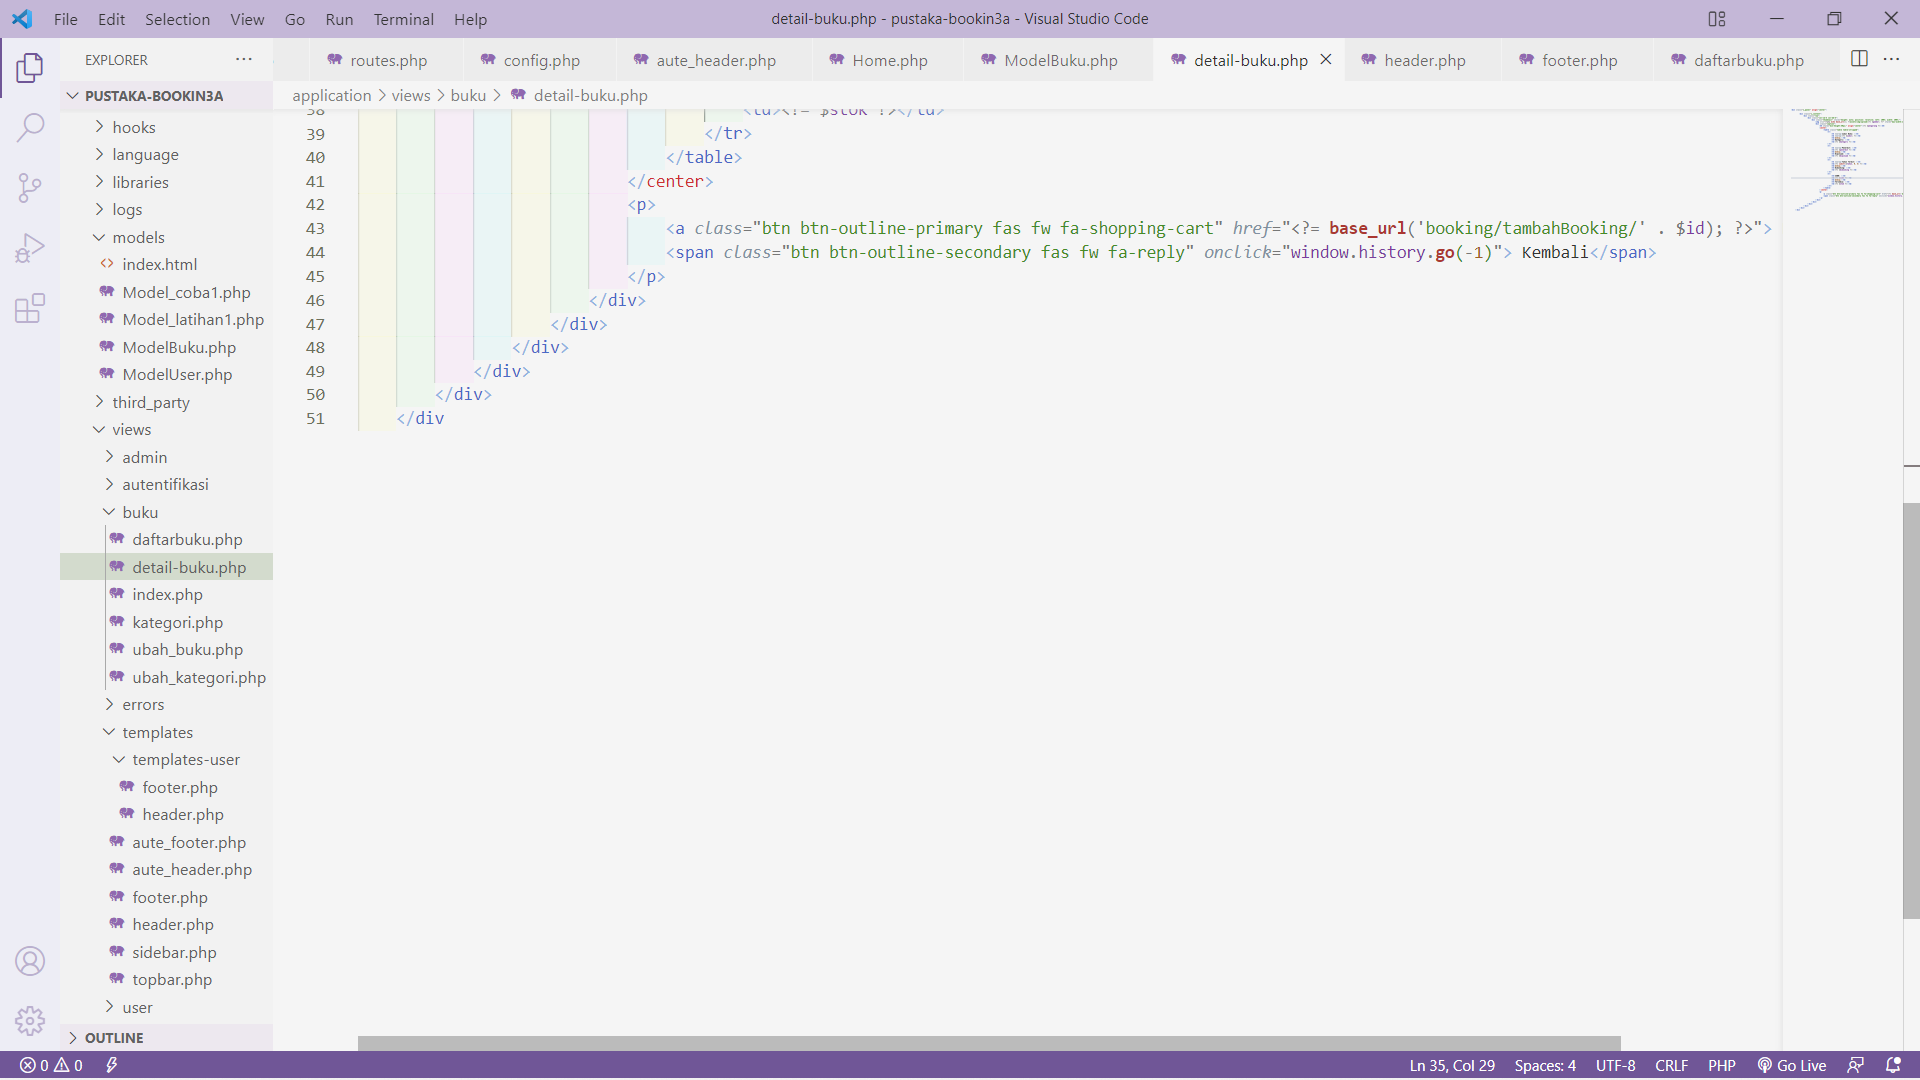 File Edit Selection View Go Run Terminal Help
detail-buku.php - pustaka-bookin3a - Visual Studio Code
EXPLORER ···
routes.php
config.php
aute_header.php
Home.php
ModelBuku.php
detail-buku.php
header.php
footer.php
daftarbuku.php
PUSTAKA-BOOKIN3A
application > views > buku > detail-buku.php
hooks
language
libraries
logs
models
index.html
Model_coba1.php
Model_latihan1.php
ModelBuku.php
ModelUser.php
third_party
views
admin
autentifikasi
buku
daftarbuku.php
detail-buku.php
index.php
kategori.php
ubah_buku.php
ubah_kategori.php
errors
templates
templates-user
footer.php
header.php
aute_footer.php
aute_header.php
footer.php
header.php
sidebar.php
topbar.php
user
OUTLINE
38 <td><?= $stok ?></td>
39 </tr>
40 </table>
41 </center>
42 <p>
43 <a class="btn btn-outline-primary fas fw fa-shopping-cart" href="<?= base_url('booking/tambahBooking/' . $id); ?>">
44 <span class="btn btn-outline-secondary fas fw fa-reply" onclick="window.history.go(-1)"> Kembali</span>
45 </p>
46 </div>
47 </div>
48 </div>
49 </div>
50 </div>
51 </div
0 0
Ln 35, Col 29 Spaces: 4 UTF-8 CRLF PHP Go Live